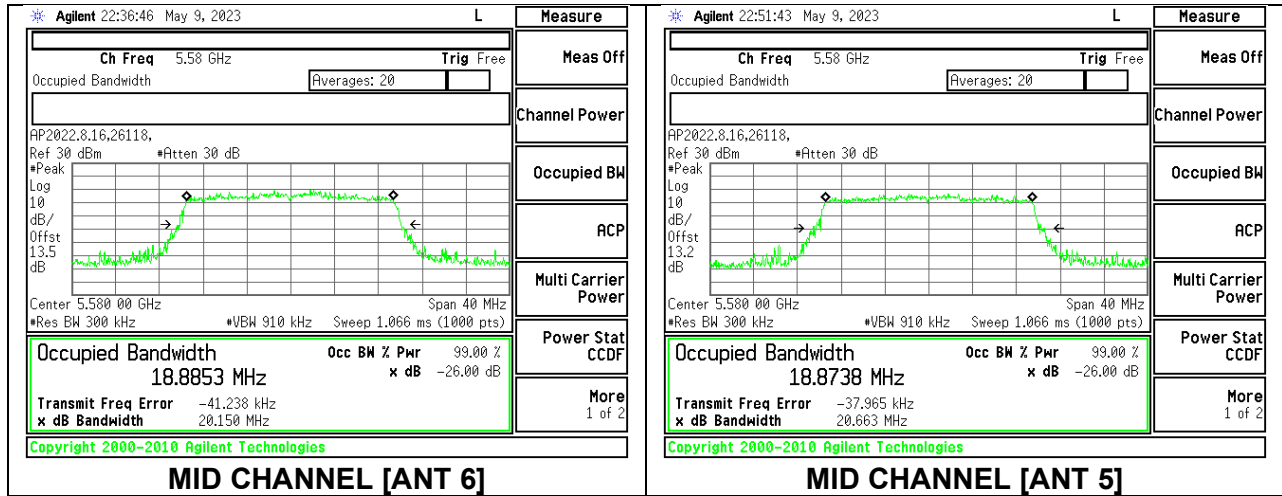 Agilent 22:36:46 May 9, 2023 L Measure
Ch Freq 5.58 GHz Trig Free
Occupied Bandwidth Averages: 20
AP2022.8.16,26118,
Ref 30 dBm #Atten 30 dB
#Peak
Log
10
dB/
Offst
13.5
dB
Center 5.580 00 GHz Span 40 MHz
#Res BW 300 kHz #VBW 910 kHz Sweep 1.066 ms (1000 pts)
Occupied Bandwidth Occ BW % Pwr 99.00 %
18.8853 MHz x dB -26.00 dB
Transmit Freq Error -41.238 kHz
x dB Bandwidth 20.150 MHz
Copyright 2000-2010 Agilent Technologies
Meas Off
Channel Power
Occupied BW
ACP
Multi Carrier
Power
Power Stat
CCDF
More
1 of 2
MID CHANNEL [ANT 6]
Agilent 22:51:43 May 9, 2023 L Measure
Ch Freq 5.58 GHz Trig Free
Occupied Bandwidth Averages: 20
AP2022.8.16,26118,
Ref 30 dBm #Atten 30 dB
#Peak
Log
10
dB/
Offst
13.2
dB
Center 5.580 00 GHz Span 40 MHz
#Res BW 300 kHz #VBW 910 kHz Sweep 1.066 ms (1000 pts)
Occupied Bandwidth Occ BW % Pwr 99.00 %
18.8738 MHz x dB -26.00 dB
Transmit Freq Error -37.965 kHz
x dB Bandwidth 20.663 MHz
Copyright 2000-2010 Agilent Technologies
Meas Off
Channel Power
Occupied BW
ACP
Multi Carrier
Power
Power Stat
CCDF
More
1 of 2
MID CHANNEL [ANT 5]